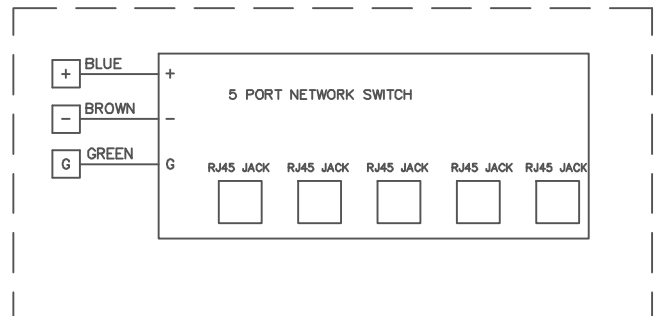 BLUE
+ +
5 PORT NETWORK SWITCH
BROWN
− −
GREEN
G G
RJ45 JACK RJ45 JACK RJ45 JACK RJ45 JACK RJ45 JACK